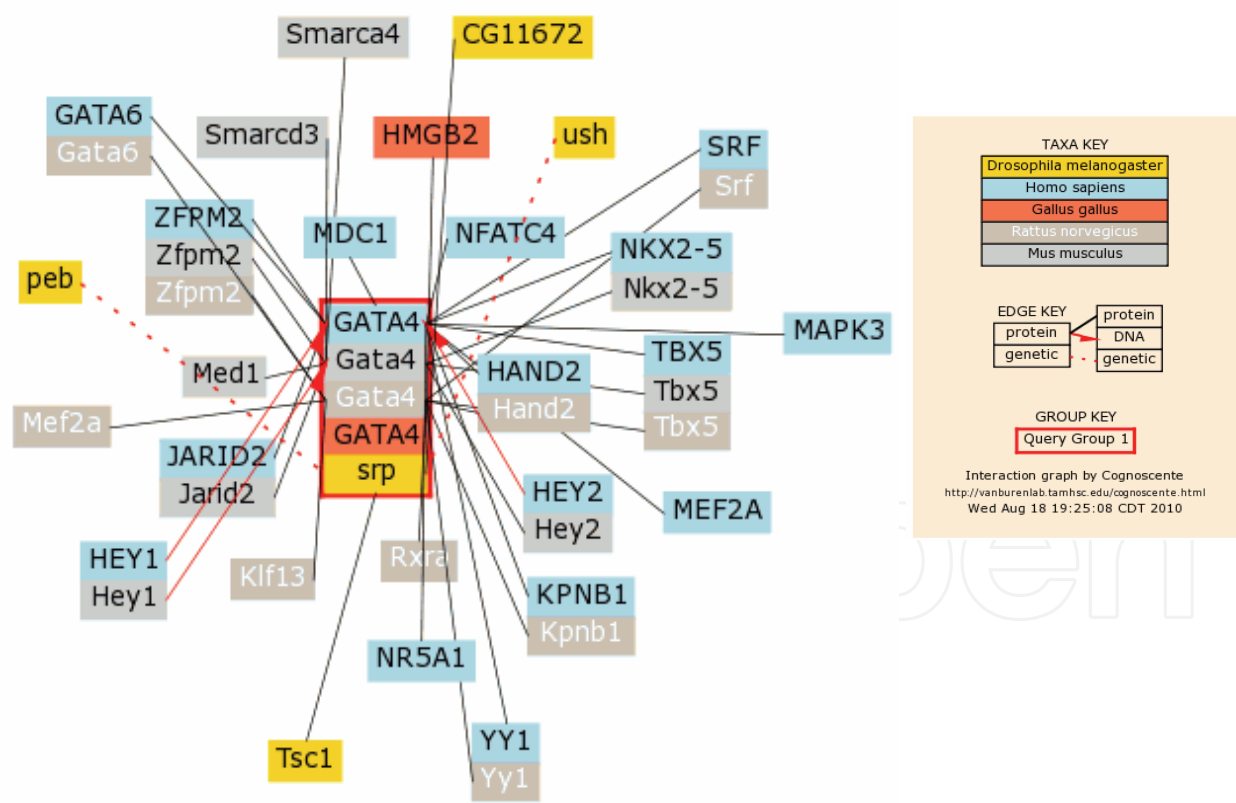 Smarca4
CG11672
GATA6
Gata6
Smarcd3
HMGB2
ush
SRF
Srf
ZFPM2
Zfpm2
Zfpm2
MDC1
NFATC4
NKX2-5
Nkx2-5
peb
GATA4
Gata4
Gata4
GATA4
srp
MAPK3
TBX5
Tbx5
Tbx5
Med1
HAND2
Hand2
Mef2a
JARID2
Jarid2
HEY2
Hey2
MEF2A
HEY1
Hey1
Klf13
Rxra
KPNB1
Kpnb1
NR5A1
Tsc1
YY1
Yy1
TAXA KEY
Drosophila melanogaster
Homo sapiens
Gallus gallus
Rattus norvegicus
Mus musculus
EDGE KEY
protein
genetic
protein
DNA
genetic
GROUP KEY
Query Group 1
Interaction graph by Cognoscente
http://vanburenlab.tamhsc.edu/cognoscente.html
Wed Aug 18 19:25:08 CDT 2010